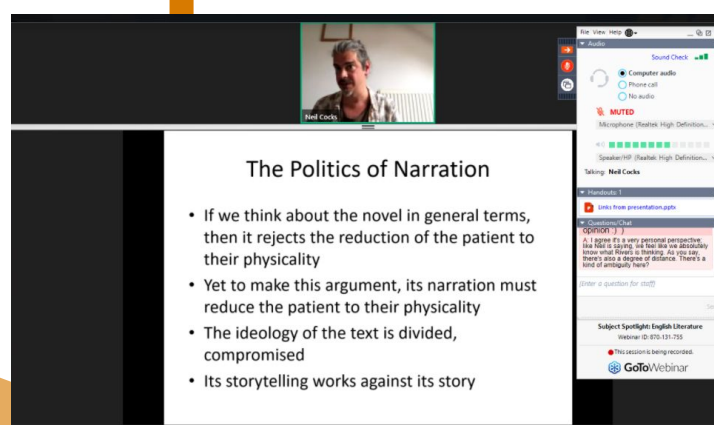 Neil Cocks
The Politics of Narration
• If we think about the novel in general terms,
then it rejects the reduction of the patient to
their physicality
• Yet to make this argument, its narration must
reduce the patient to their physicality
• The ideology of the text is divided,
compromised
• Its storytelling works against its story
File View Help
Audio
Sound Check
Computer audio
Phone call
No audio
MUTED
Microphone (Realtek High Definition...
Speaker/HP (Realtek High Definition...
Talking: Neil Cocks
Handouts: 1
Links from presentation.pptx
Questions/Chat
opinion :) )
A: I agree it's a very personal perspective;
like Neil is saying, we feel like we absolutely
know what Rivers is thinking. As you say,
there's also a degree of distance. There's a
kind of ambiguity here?
[Enter a question for staff]
Subject Spotlight: English Literature
Webinar ID: 870-131-755
This session is being recorded.
GoToWebinar